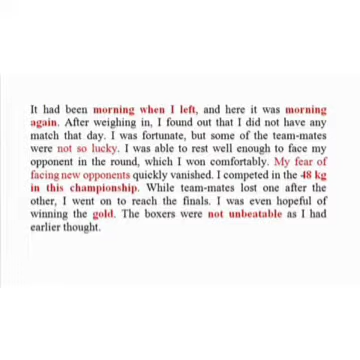 It had been morning when I left, and here it was morning
again. After weighing in, I found out that I did not have any
match that day. I was fortunate, but some of the team-mates
were not so lucky. I was able to rest well enough to face my
opponent in the round, which I won comfortably. My fear of
facing new opponents quickly vanished. I competed in the 48 kg
in this championship. While team-mates lost one after the
other, I went on to reach the finals. I was even hopeful of
winning the gold. The boxers were not unbeatable as I had
earlier thought.